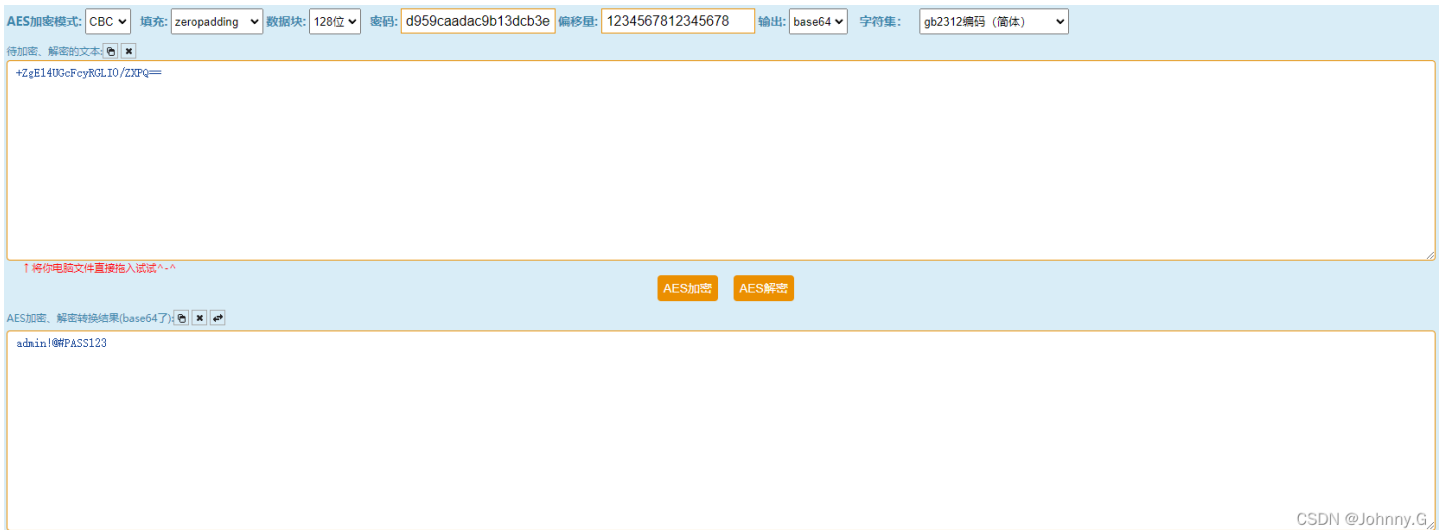 AES加密模式: CBC 填充: zeropadding 数据块: 128位 密码: d959caadac9b13dcb3e 偏移量: 1234567812345678 输出: base64 字符集: gb2312编码（简体）
待加密、解密的文本:
+ZgE14UGcFcyRGLI0/ZXPQ==
↑将你电脑文件直接拖入试试^-^
AES加密 AES解密
AES加密、解密转换结果(base64了):
admin!@#PASS123
CSDN @Johnny.G